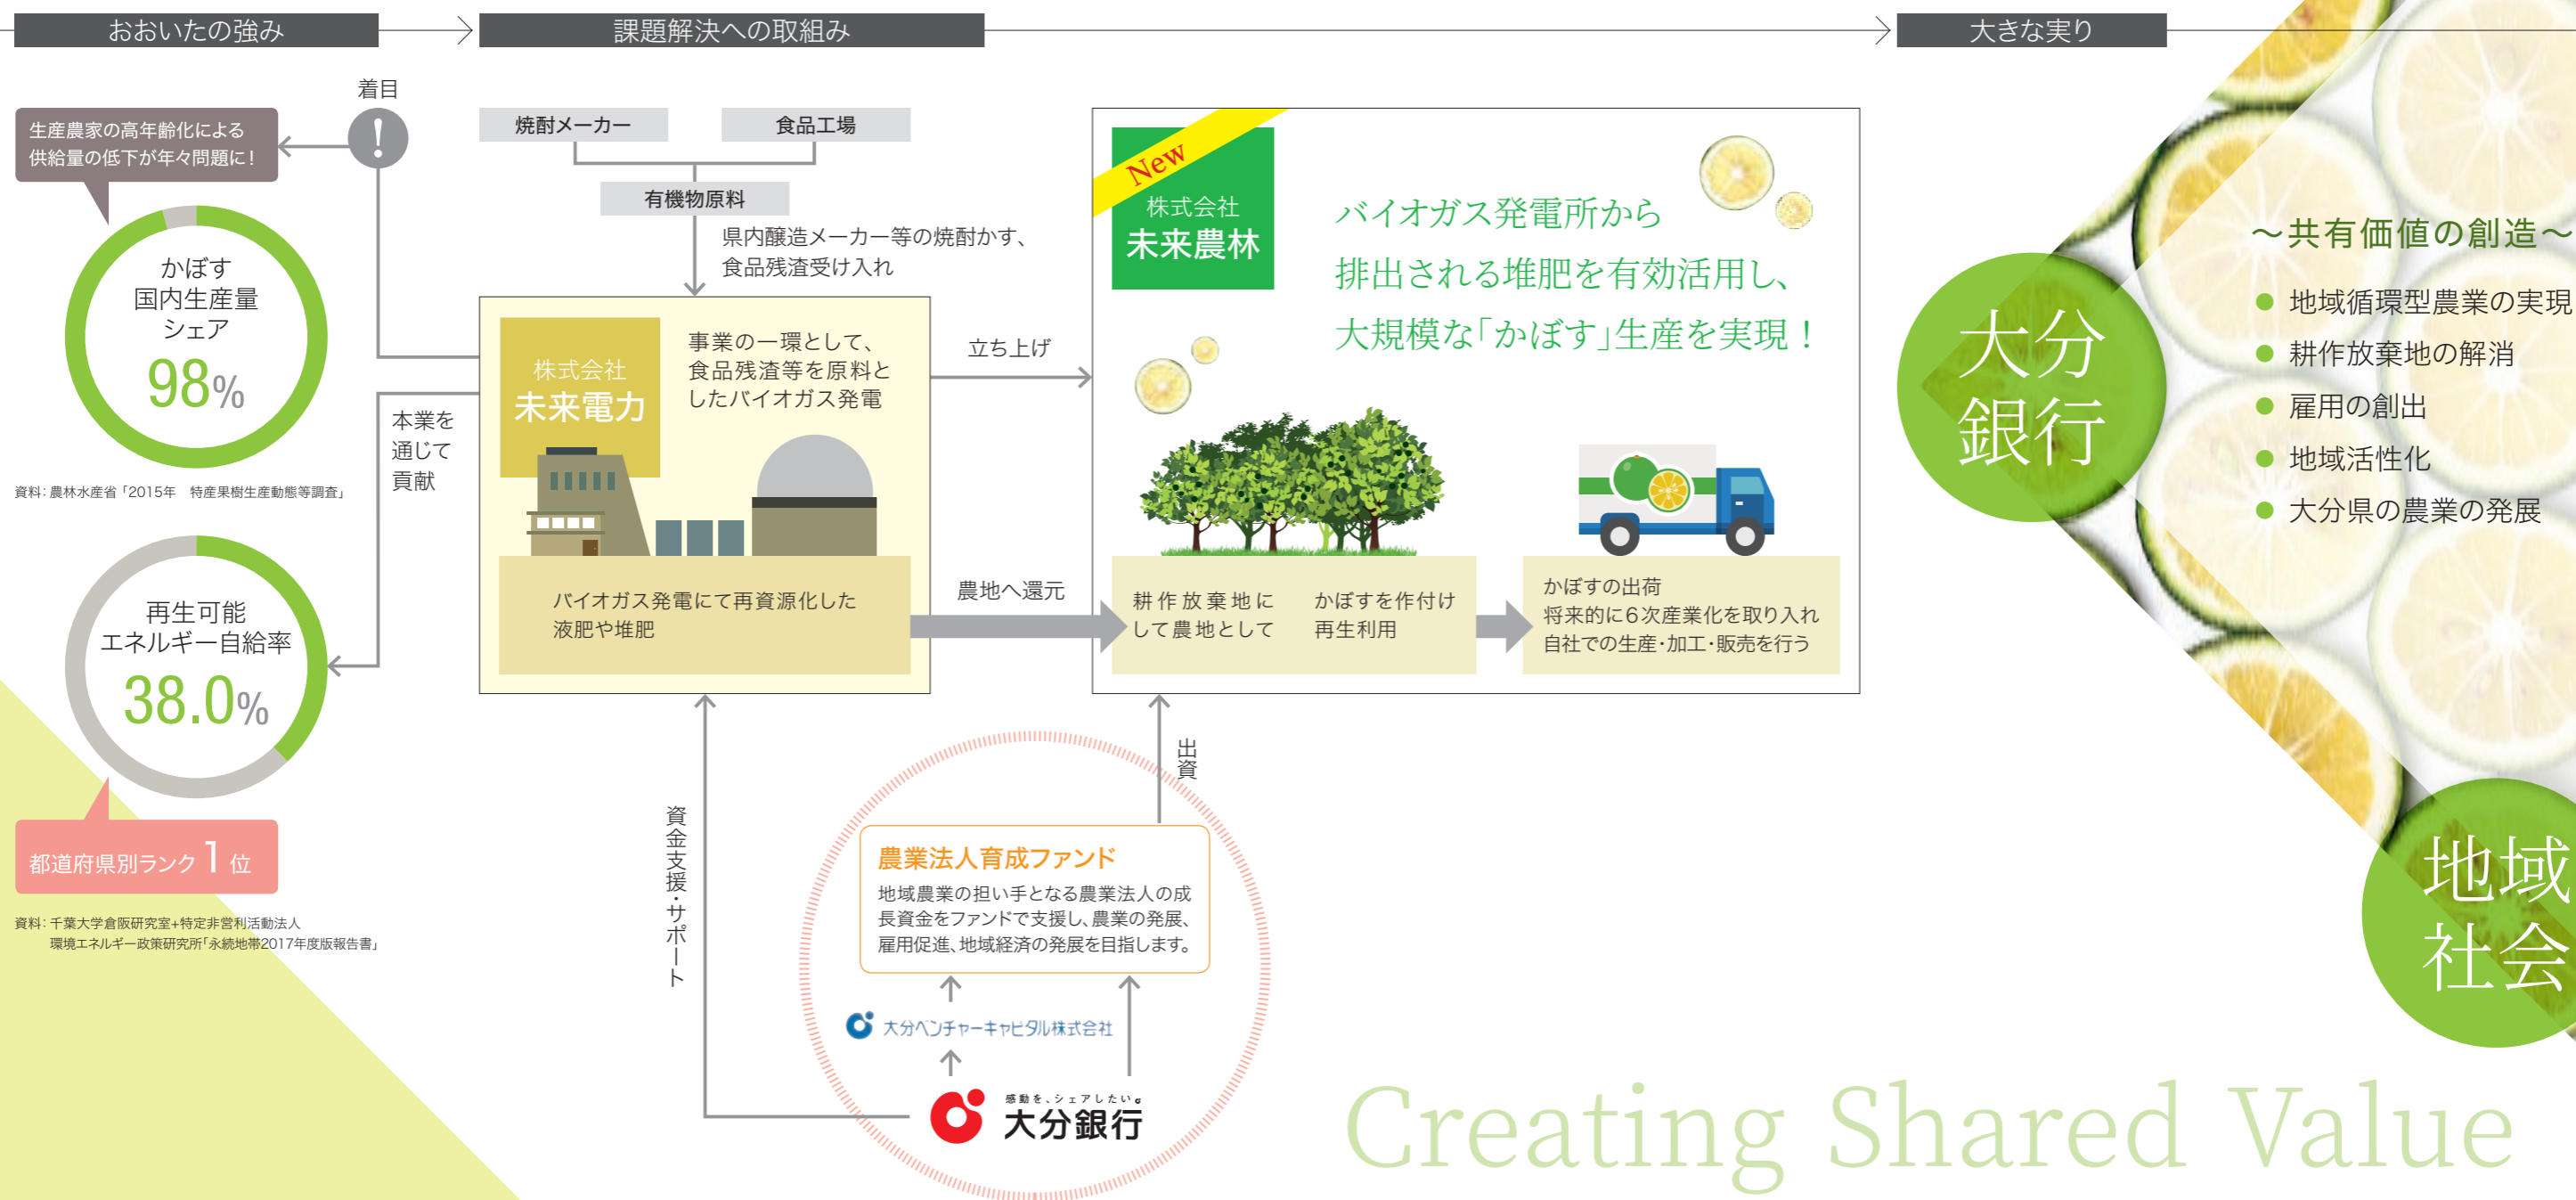 おおいたの強み
課題解決への取組み
大きな実り
着目
生産農家の高年齢化による
供給量の低下が年々問題に！
かぼす
国内生産量
シェア
98%
資料：農林水産省「2015年　特産果樹生産動態等調査」
本業を
通じて
貢献
再生可能
エネルギー自給率
38.0%
都道府県別ランク1位
資料：千葉大学倉阪研究室+特定非営利活動法人
環境エネルギー政策研究所「永続地帯2017年度版報告書」
焼酎メーカー
食品工場
有機物原料
県内醸造メーカー等の焼酎かす、
食品残渣受け入れ
株式会社
未来電力
事業の一環として、
食品残渣等を原料と
したバイオガス発電
バイオガス発電にて再資源化した
液肥や堆肥
立ち上げ
農地へ還元
New
株式会社
未来農林
バイオガス発電所から
排出される堆肥を有効活用し、
大規模な「かぼす」生産を実現！
耕作放棄地に
して農地として
かぼすを作付け
再生利用
かぼすの出荷
将来的に6次産業化を取り入れ
自社での生産・加工・販売を行う
資金支援・サポート
出資
農業法人育成ファンド
地域農業の担い手となる農業法人の成
長資金をファンドで支援し、農業の発展、
雇用促進、地域経済の発展を目指します。
大分ベンチャーキャピタル株式会社
感動を、シェアしたい。
大分銀行
大分
銀行
～共有価値の創造～
● 地域循環型農業の実現
● 耕作放棄地の解消
● 雇用の創出
● 地域活性化
● 大分県の農業の発展
地域
社会
Creating Shared Value